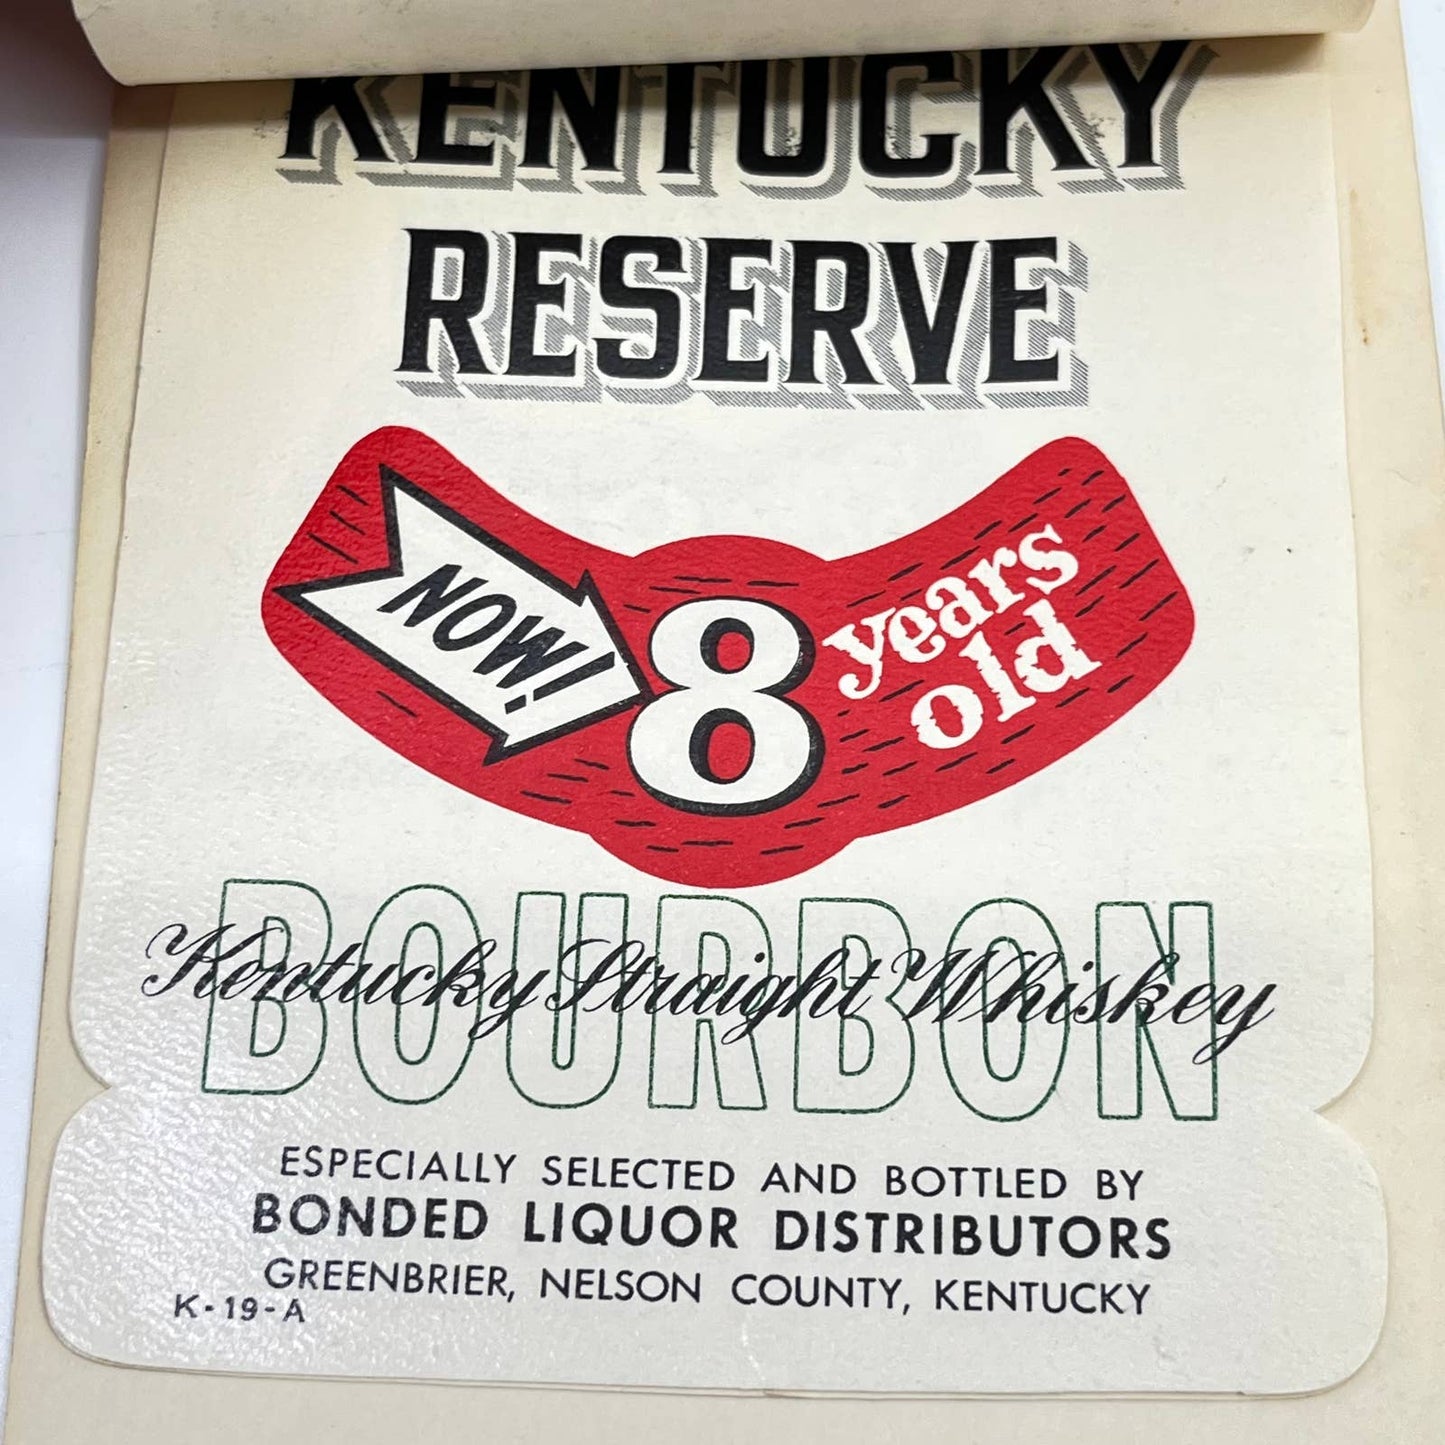 KENTUCKY
RESERVE
NOW!
8
years
old
BOURBON
Kentucky Straight Whiskey
ESPECIALLY SELECTED AND BOTTLED BY
BONDED LIQUOR DISTRIBUTORS
GREENBRIER, NELSON COUNTY, KENTUCKY
K-19-A